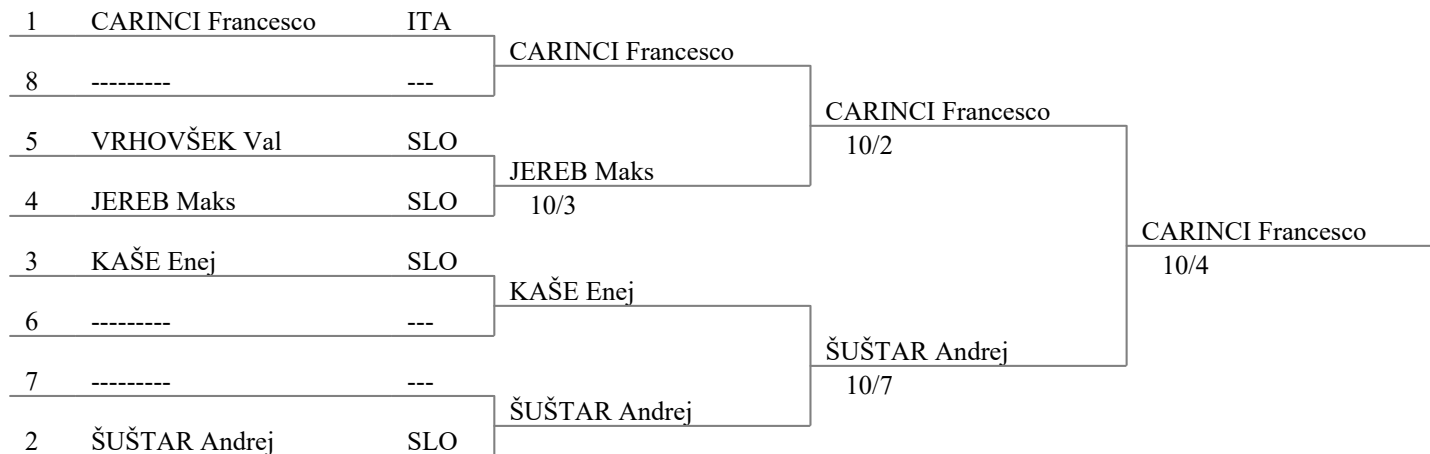 1 CARINCI Francesco ITA
CARINCI Francesco
8 --------- ---
CARINCI Francesco
5 VRHOVŠEK Val SLO
10/2
JEREB Maks
4 JEREB Maks SLO
10/3
CARINCI Francesco
3 KAŠE Enej SLO
10/4
KAŠE Enej
6 --------- ---
ŠUŠTAR Andrej
7 --------- ---
10/7
ŠUŠTAR Andrej
2 ŠUŠTAR Andrej SLO